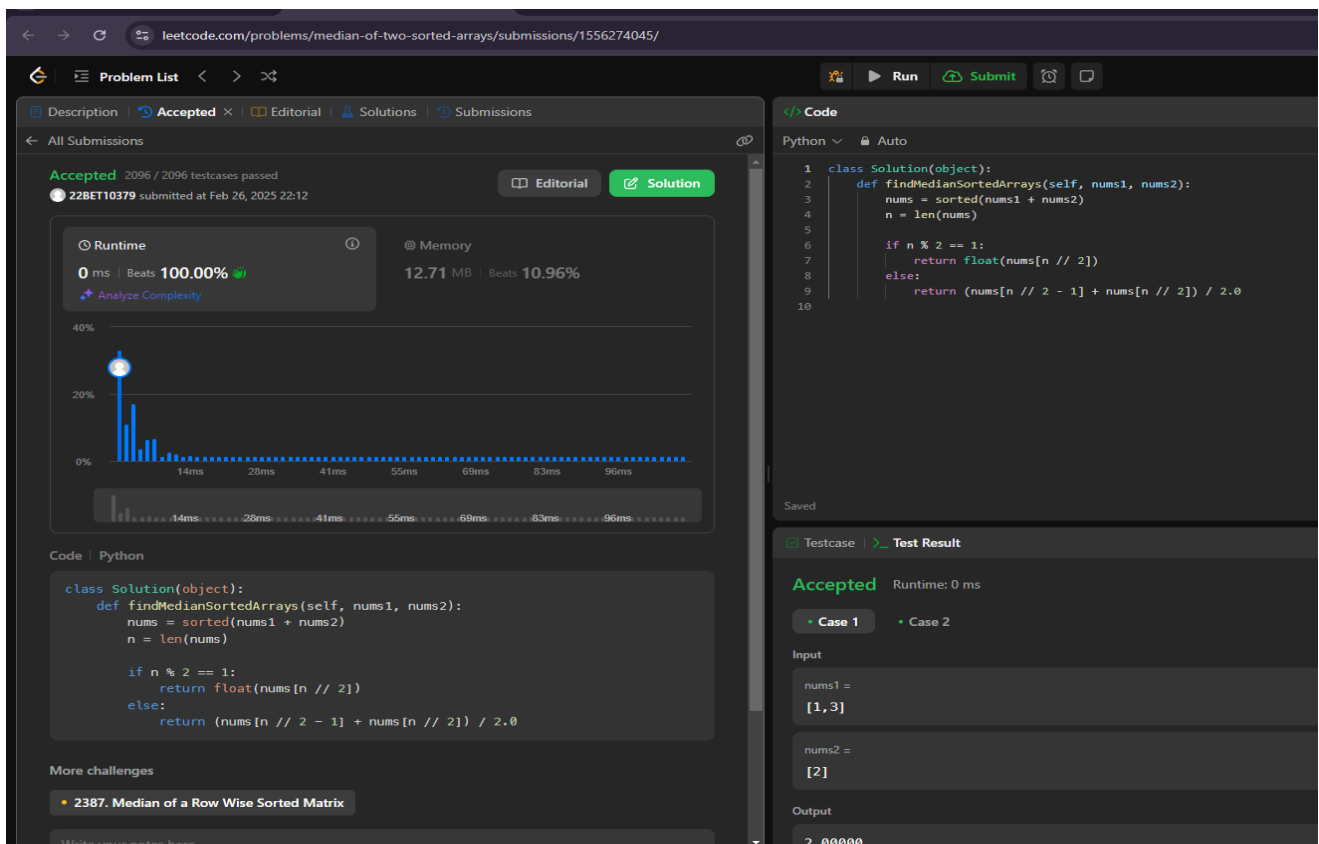 leetcode.com/problems/median-of-two-sorted-arrays/submissions/1556274045/
Problem List
Run
Submit
Description
Accepted
Editorial
Solutions
Submissions
All Submissions
Accepted 2096 / 2096 testcases passed
22BET10379 submitted at Feb 26, 2025 22:12
Editorial
Solution
Runtime
0 ms Beats 100.00%
Analyze Complexity
Memory
12.71 MB Beats 10.96%
40%
20%
0%
14ms 28ms 41ms 55ms 69ms 83ms 96ms
14ms 28ms 41ms 55ms 69ms 83ms 96ms
Code | Python
class Solution(object):
def findMedianSortedArrays(self, nums1, nums2):
nums = sorted(nums1 + nums2)
n = len(nums)
if n % 2 == 1:
return float(nums[n // 2])
else:
return (nums[n // 2 - 1] + nums[n // 2]) / 2.0
More challenges
2387. Median of a Row Wise Sorted Matrix
Write your notes here
</> Code
Python
Auto
1 class Solution(object):
2 def findMedianSortedArrays(self, nums1, nums2):
3 nums = sorted(nums1 + nums2)
4 n = len(nums)
5
6 if n % 2 == 1:
7 return float(nums[n // 2])
8 else:
9 return (nums[n // 2 - 1] + nums[n // 2]) / 2.0
10
Saved
Testcase | >_ Test Result
Accepted Runtime: 0 ms
• Case 1 • Case 2
Input
nums1 =
[1,3]
nums2 =
[2]
Output
2.00000